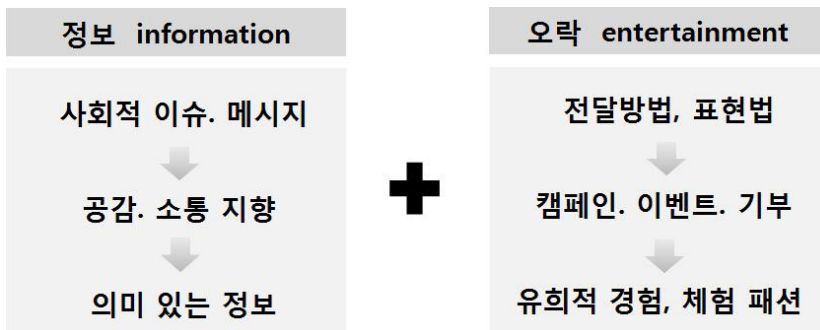 정보 information
사회적 이슈. 메시지
공감. 소통 지향
의미 있는 정보
오락 entertainment
전달방법, 표현법
캠페인. 이벤트. 기부
유희적 경험, 체험 패션